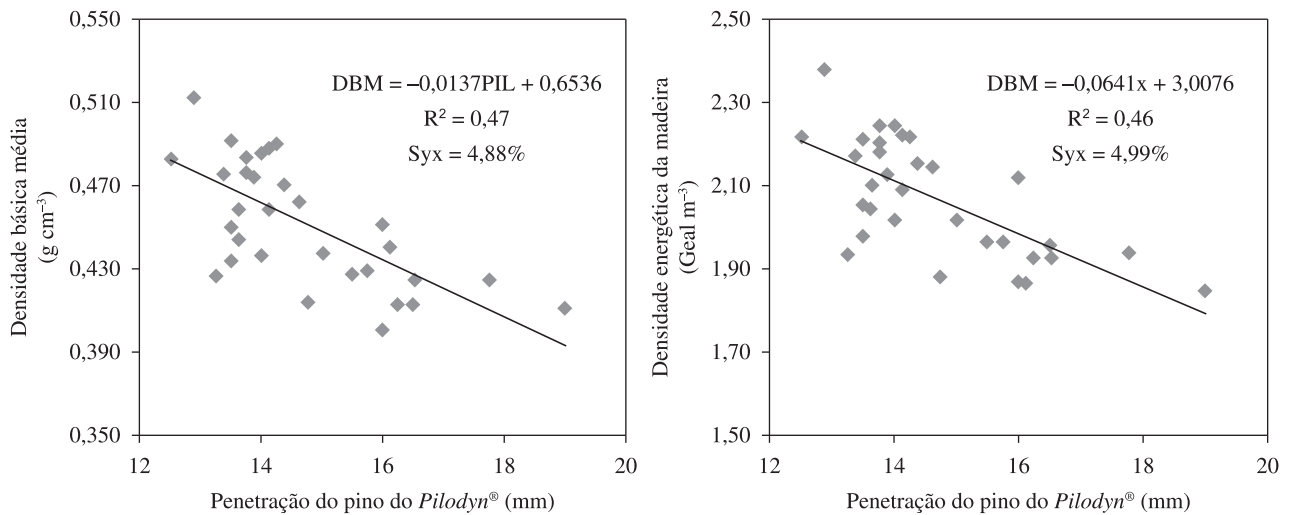 0,550
0,510
0,470
0,430
0,390
0,350
12
14
16
18
20
Densidade básica média
(g cm⁻³)
DBM = –0,0137PIL + 0,6536
R² = 0,47
Syx = 4,88%
Penetração do pino do Pilodyn® (mm)
2,50
2,30
2,10
1,90
1,70
1,50
12
14
16
18
20
Densidade energética da madeira
(Geal m⁻³)
DBM = –0,0641x + 3,0076
R² = 0,46
Syx = 4,99%
Penetração do pino do Pilodyn® (mm)